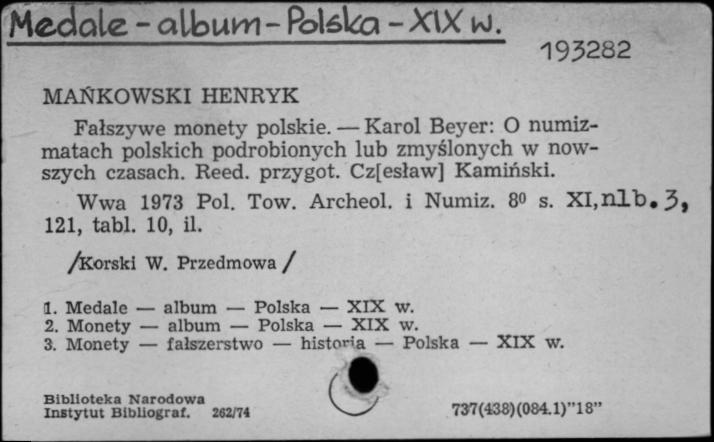 Medale - album - Polska - XIX w.
193282
MAŃKOWSKI HENRYK
Fałszywe monety polskie. — Karol Beyer: O numiz-
matach polskich podrobionych lub zmyślonych w now-
szych czasach. Reed. przygot. Cz[esław] Kamiński.
Wwa 1973 Pol. Tow. Archeol. i Numiz. 8⁰ s. XI, nlb. 3,
121, tabl. 10, il.
/Korski W. Przedmowa/
1. Medale — album — Polska — XIX w.
2. Monety — album — Polska — XIX w.
3. Monety — fałszerstwo — historia — Polska — XIX w.
Biblioteka Narodowa
Instytut Bibliograf. 262/74
737(438)(084.1)"18"